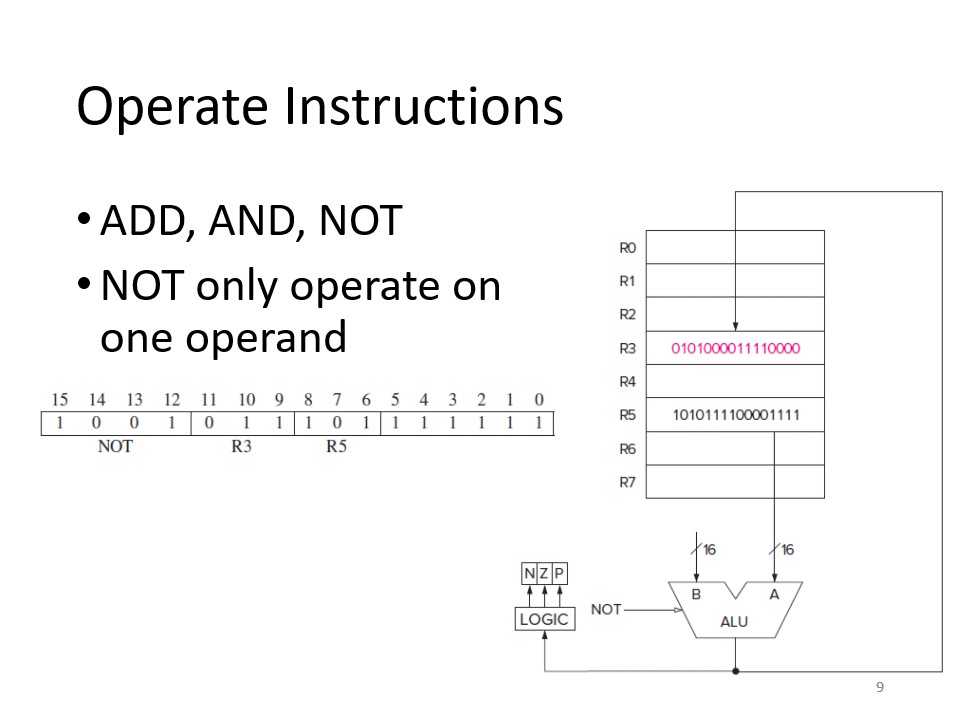 Operate Instructions
• ADD, AND, NOT
• NOT only operate on
one operand
15 14 13 12 11 10 9 8 7 6 5 4 3 2 1 0
1 0 0 1 0 1 1 1 0 1 1 1 1 1 1 1
NOT R3 R5
R0
R1
R2
R3 0101000011110000
R4
R5 1010111100001111
R6
R7
16 16
N Z P
B A
LOGIC
NOT
ALU
9